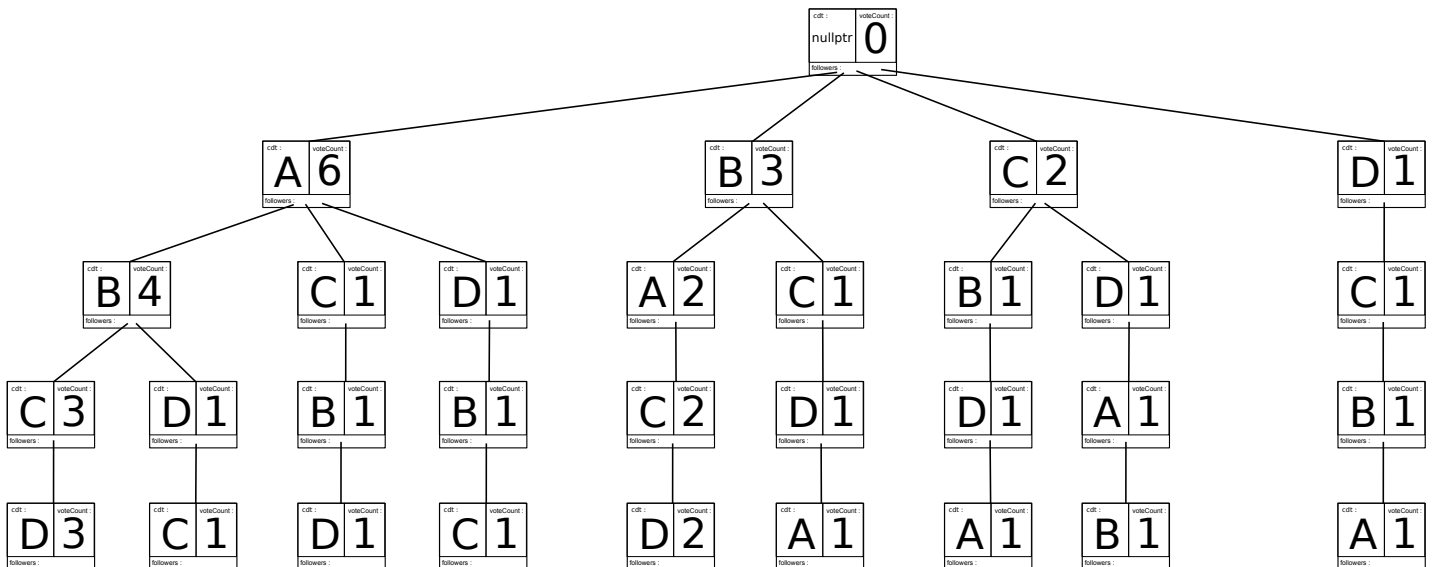 cdt : voteCount :
nullptr 0
followers :
cdt : voteCount : cdt : voteCount : cdt : voteCount : cdt : voteCount :
A 6 B 3 C 2 D 1
followers : followers : followers : followers :
cdt : voteCount : cdt : voteCount : cdt : voteCount : cdt : voteCount : cdt : voteCount : cdt : voteCount : cdt : voteCount : cdt : voteCount :
B 4 C 1 D 1 A 2 C 1 B 1 D 1 C 1
followers : followers : followers : followers : followers : followers : followers : followers :
cdt : voteCount : cdt : voteCount : cdt : voteCount : cdt : voteCount : cdt : voteCount : cdt : voteCount : cdt : voteCount : cdt : voteCount : cdt : voteCount :
C 3 D 1 B 1 B 1 C 2 D 1 D 1 A 1 B 1
followers : followers : followers : followers : followers : followers : followers : followers : followers :
cdt : voteCount : cdt : voteCount : cdt : voteCount : cdt : voteCount : cdt : voteCount : cdt : voteCount : cdt : voteCount : cdt : voteCount : cdt : voteCount :
D 3 C 1 D 1 C 1 D 2 A 1 A 1 B 1 A 1
followers : followers : followers : followers : followers : followers : followers : followers : followers :